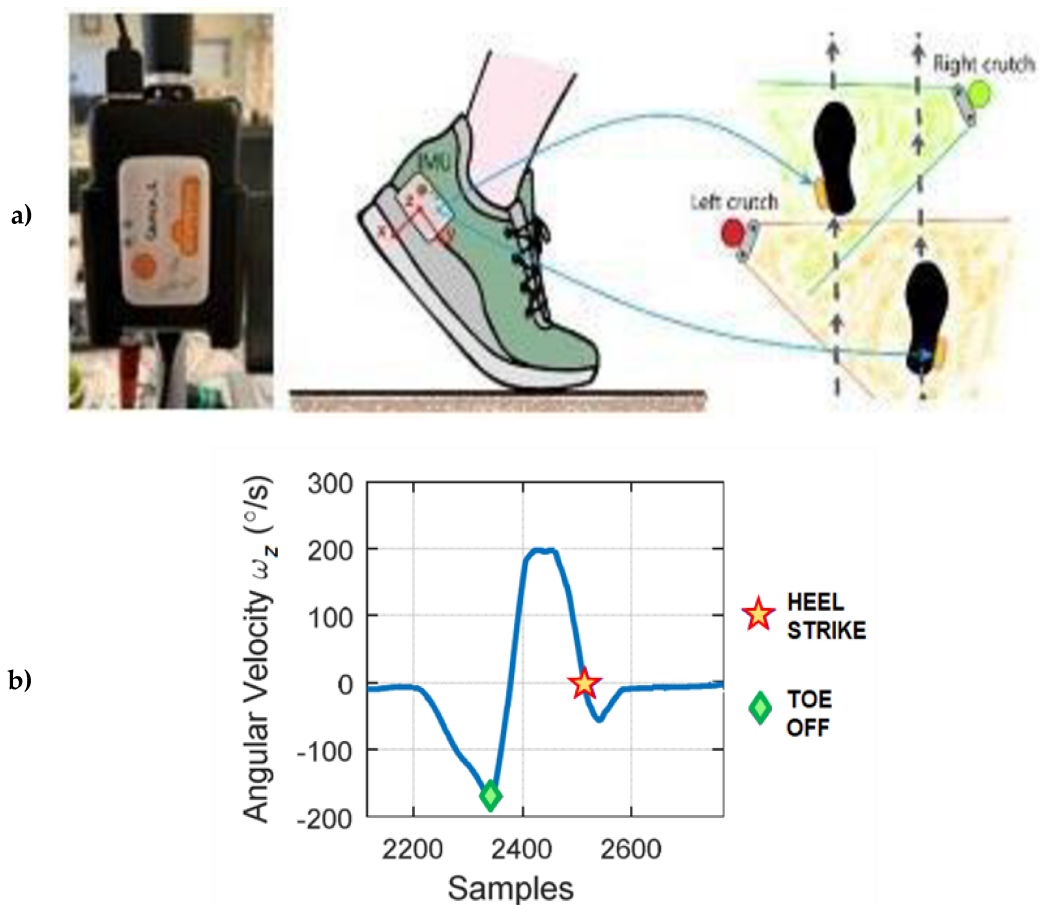 a)
IMU
z
x
y
Right crutch
Left crutch
b)
Angular Velocity ω_z (°/s)
300
200
100
0
-100
-200
2200
2400
2600
Samples
HEEL
STRIKE
TOE
OFF